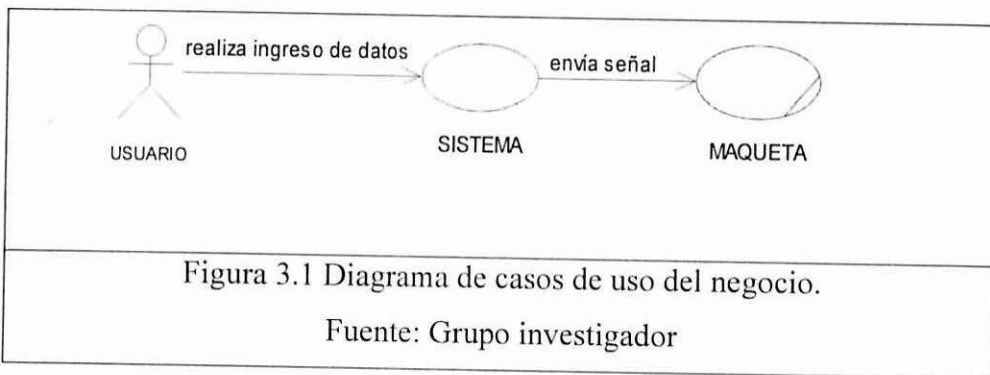 realiza ingreso de datos
envía señal
USUARIO
SISTEMA
MAQUETA
Figura 3.1 Diagrama de casos de uso del negocio.
Fuente: Grupo investigador